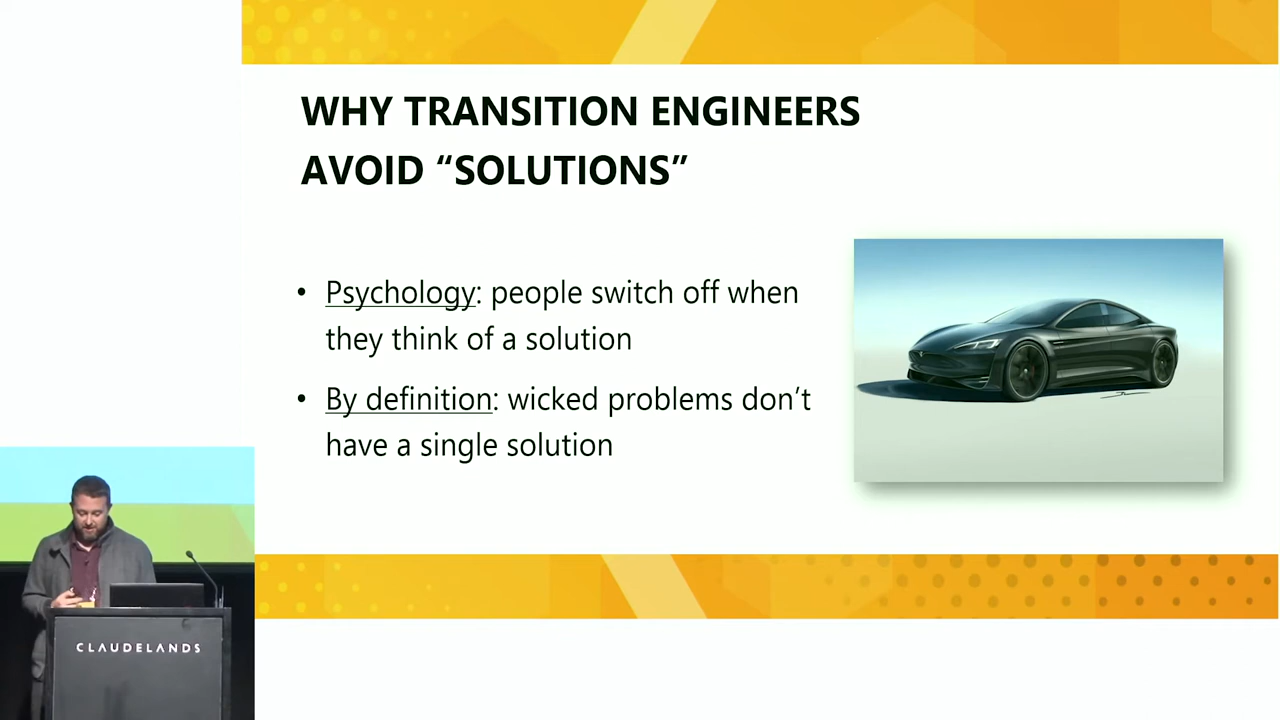 WHY TRANSITION ENGINEERS
AVOID “SOLUTIONS”
• Psychology: people switch off when
they think of a solution
• By definition: wicked problems don’t
have a single solution
CLAUDELANDS